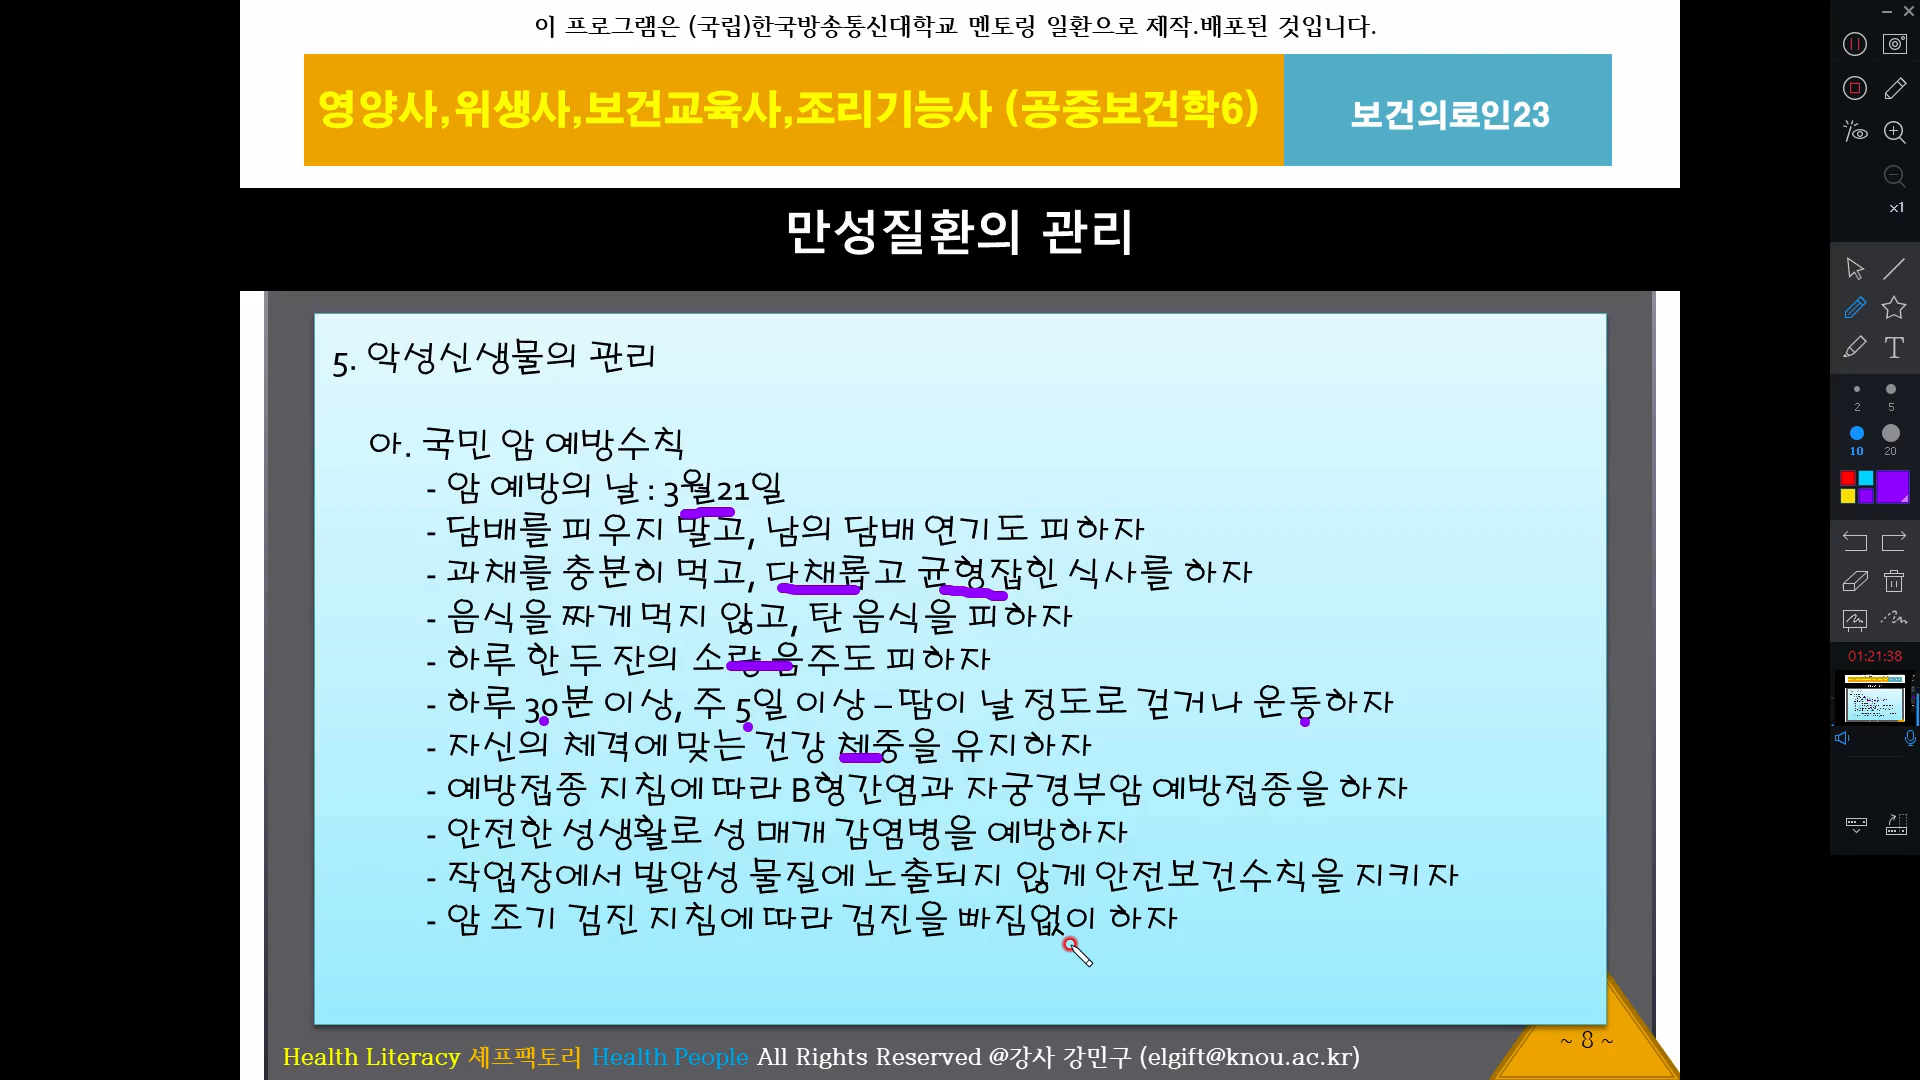 이 프로그램은 (국립)한국방송통신대학교 멘토링 일환으로 제작.배포된 것입니다.
영양사,위생사,보건교육사,조리기능사 (공중보건학6)
보건의료인23
만성질환의 관리
5. 악성신생물의 관리
아. 국민 암 예방수칙
- 암 예방의 날 : 3월21일
- 담배를 피우지 말고, 남의 담배 연기도 피하자
- 과채를 충분히 먹고, 다채롭고 균형잡힌 식사를 하자
- 음식을 짜게 먹지 않고, 탄 음식을 피하자
- 하루 한 두 잔의 소량 음주도 피하자
- 하루 30분 이상, 주 5일 이상 – 땀이 날 정도로 걷거나 운동하자
- 자신의 체격에 맞는 건강 체중을 유지하자
- 예방접종 지침에 따라 B형간염과 자궁경부암 예방접종을 하자
- 안전한 성생활로 성 매개 감염병을 예방하자
- 작업장에서 발암성 물질에 노출되지 않게 안전보건수칙을 지키자
- 암 조기 검진 지침에 따라 검진을 빠짐없이 하자
~ 8 ~
Health Literacy 셰프팩토리 Health People All Rights Reserved @강사 강민구 (elgift@knou.ac.kr)
x1
T
2 5
10 20
01:21:38